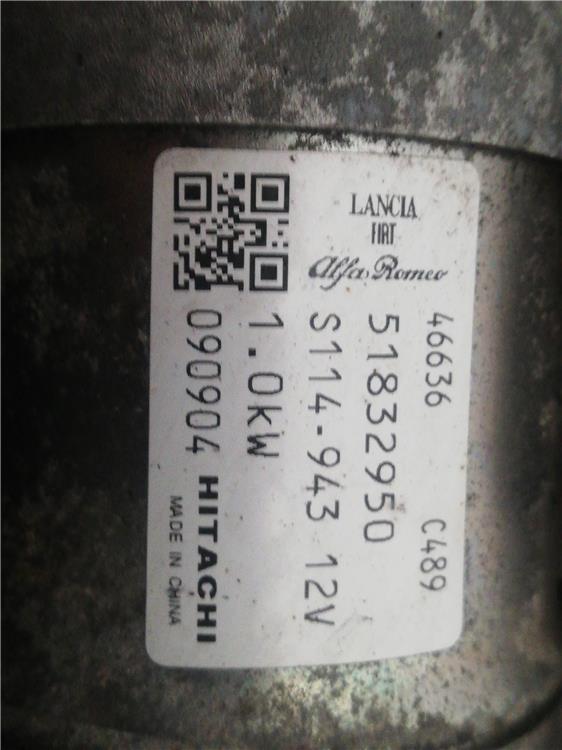 LANCIA
FIAT
Alfa Romeo
46636 C489
51832950
S114-943 12V
1.0kW
090904 HITACHI
MADE IN CHINA